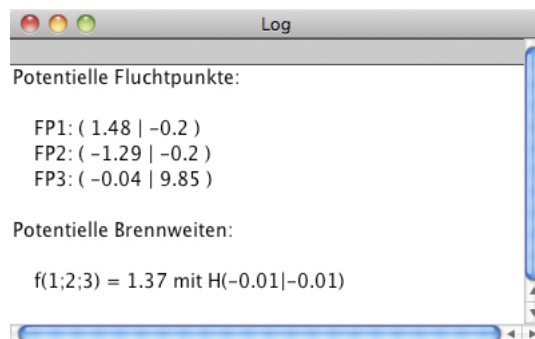 Log
Potentielle Fluchtpunkte:
FP1: ( 1.48 | -0.2 )
FP2: ( -1.29 | -0.2 )
FP3: ( -0.04 | 9.85 )
Potentielle Brennweiten:
f(1;2;3) = 1.37 mit H(-0.01|-0.01)